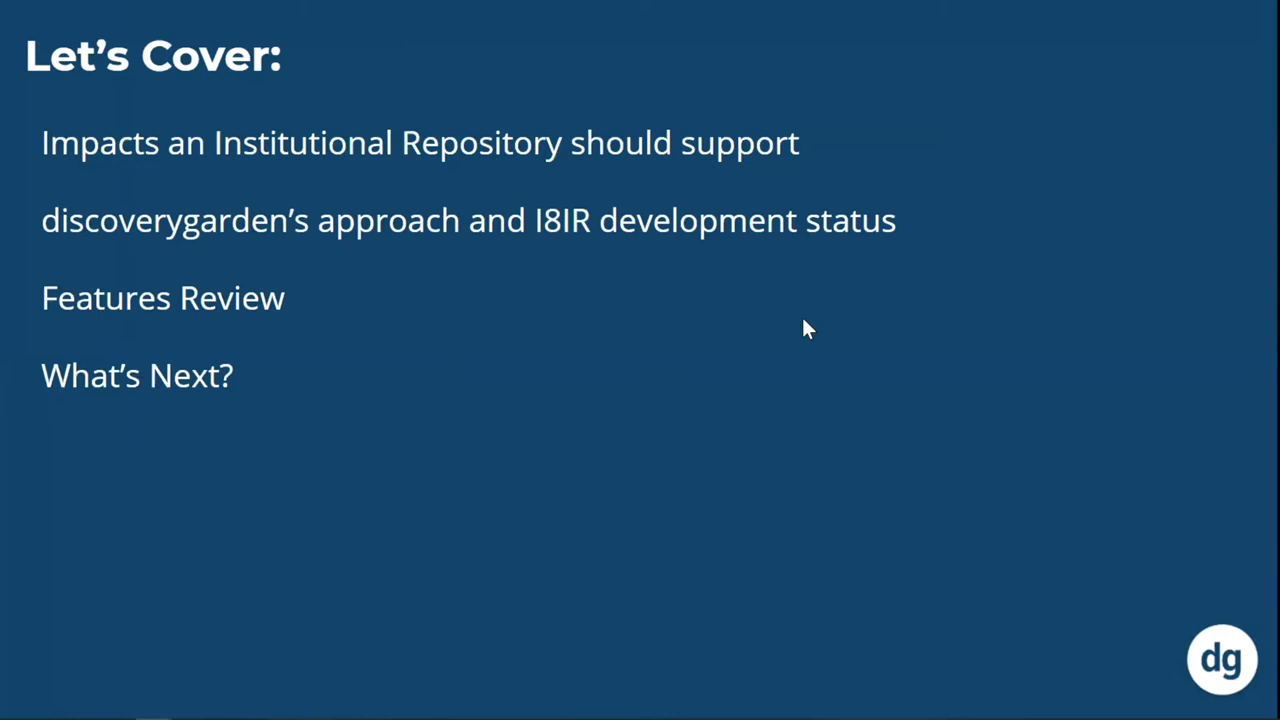 Let's Cover:
Impacts an Institutional Repository should support
discoverygarden's approach and I8IR development status
Features Review
What's Next?
dg